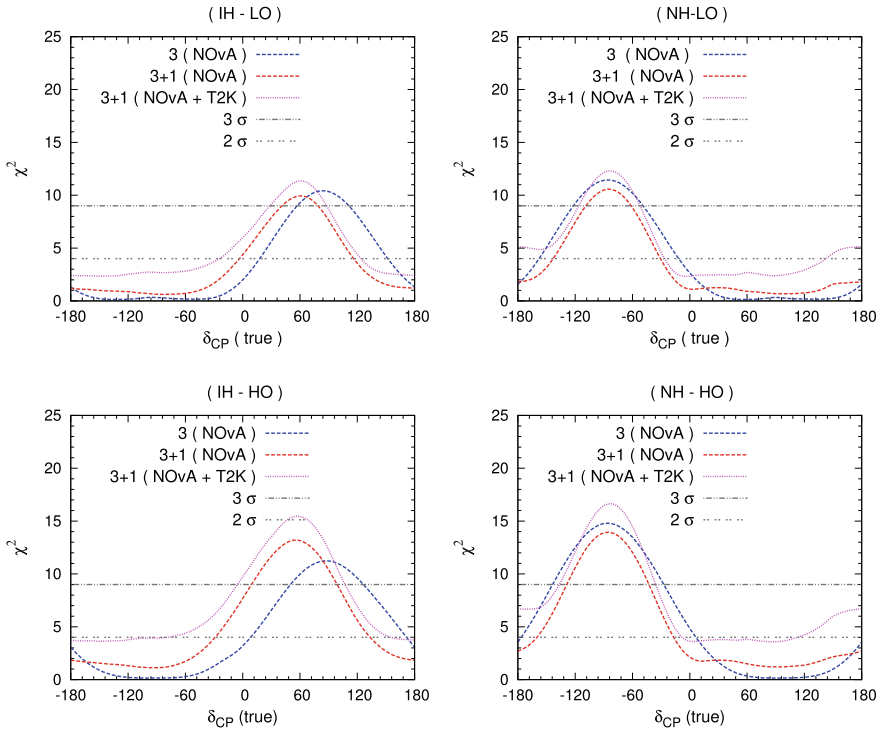 ( IH - LO )
25
20
15
10
5
0
χ²
3 ( NOvA )
3+1 ( NOvA )
3+1 ( NOvA + T2K )
3 σ
2 σ
-180 -120 -60 0 60 120 180
δCP ( true )
( NH-LO )
25
20
15
10
5
0
χ²
3 ( NOvA )
3+1 ( NOvA )
3+1 ( NOvA + T2K )
3 σ
2 σ
-180 -120 -60 0 60 120 180
δCP ( true )
( IH - HO )
25
20
15
10
5
0
χ²
3 ( NOvA )
3+1 ( NOvA )
3+1 ( NOvA + T2K )
3 σ
2 σ
-180 -120 -60 0 60 120 180
δCP (true)
( NH - HO )
25
20
15
10
5
0
χ²
3 ( NOvA )
3+1 ( NOvA )
3+1 ( NOvA + T2K )
3 σ
2 σ
-180 -120 -60 0 60 120 180
δCP (true)